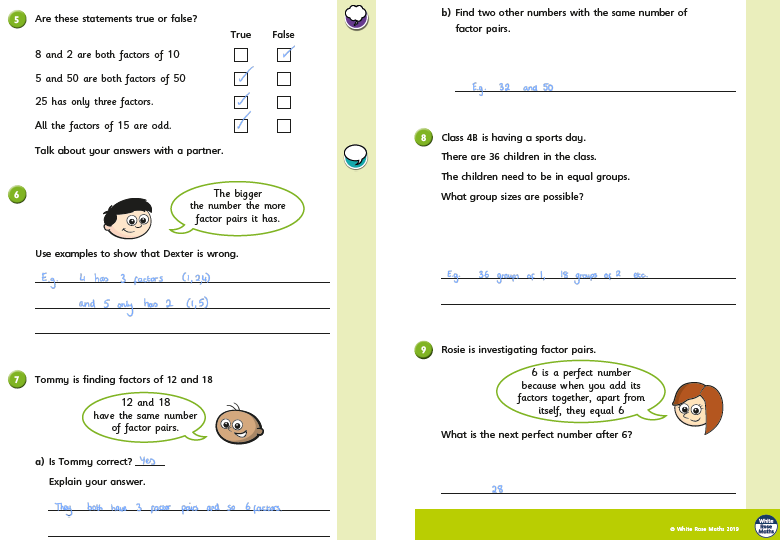 5 Are these statements true or false?
True False
8 and 2 are both factors of 10
5 and 50 are both factors of 50
25 has only three factors.
All the factors of 15 are odd.
Talk about your answers with a partner.
6
The bigger
the number the more
factor pairs it has.
Use examples to show that Dexter is wrong.
E.g. 4 has 3 factors (1,2,4)
and 5 only has 2 (1,5)
7 Tommy is finding factors of 12 and 18
12 and 18
have the same number
of factor pairs.
a) Is Tommy correct? Yes
Explain your answer.
They both have 3 factor pairs and so 6 factors
b) Find two other numbers with the same number of
factor pairs.
E.g. 32 and 50
8 Class 4B is having a sports day.
There are 36 children in the class.
The children need to be in equal groups.
What group sizes are possible?
E.g. 36 groups of 1, 18 groups of 2 etc.
9 Rosie is investigating factor pairs.
6 is a perfect number
because when you add its
factors together, apart from
itself, they equal 6
What is the next perfect number after 6?
28
© White Rose Maths 2019
White
Rose
Maths